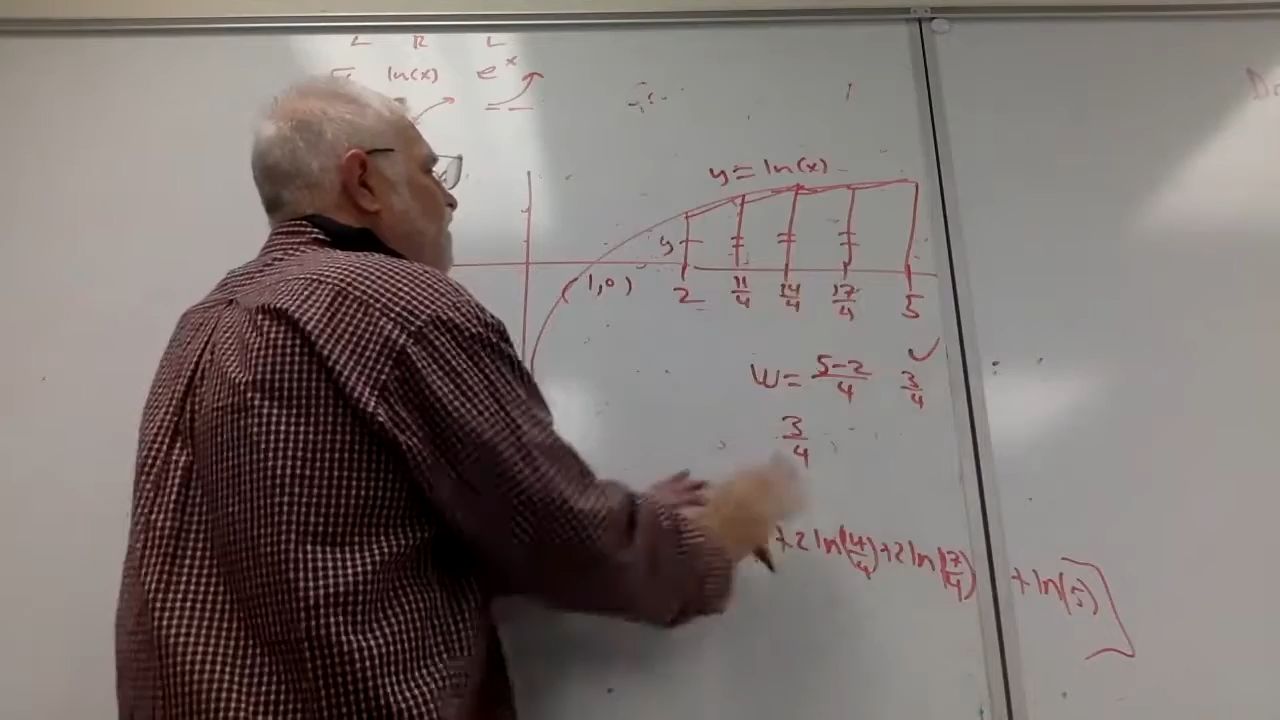 L R L
ln(x) e^x
y = ln(x)
y
(1,0)
2 11/4 14/4 17/4 5
W = 5-2/4 3/4
3/4
+2ln(14/4)+2ln(17/4) + ln(5)]